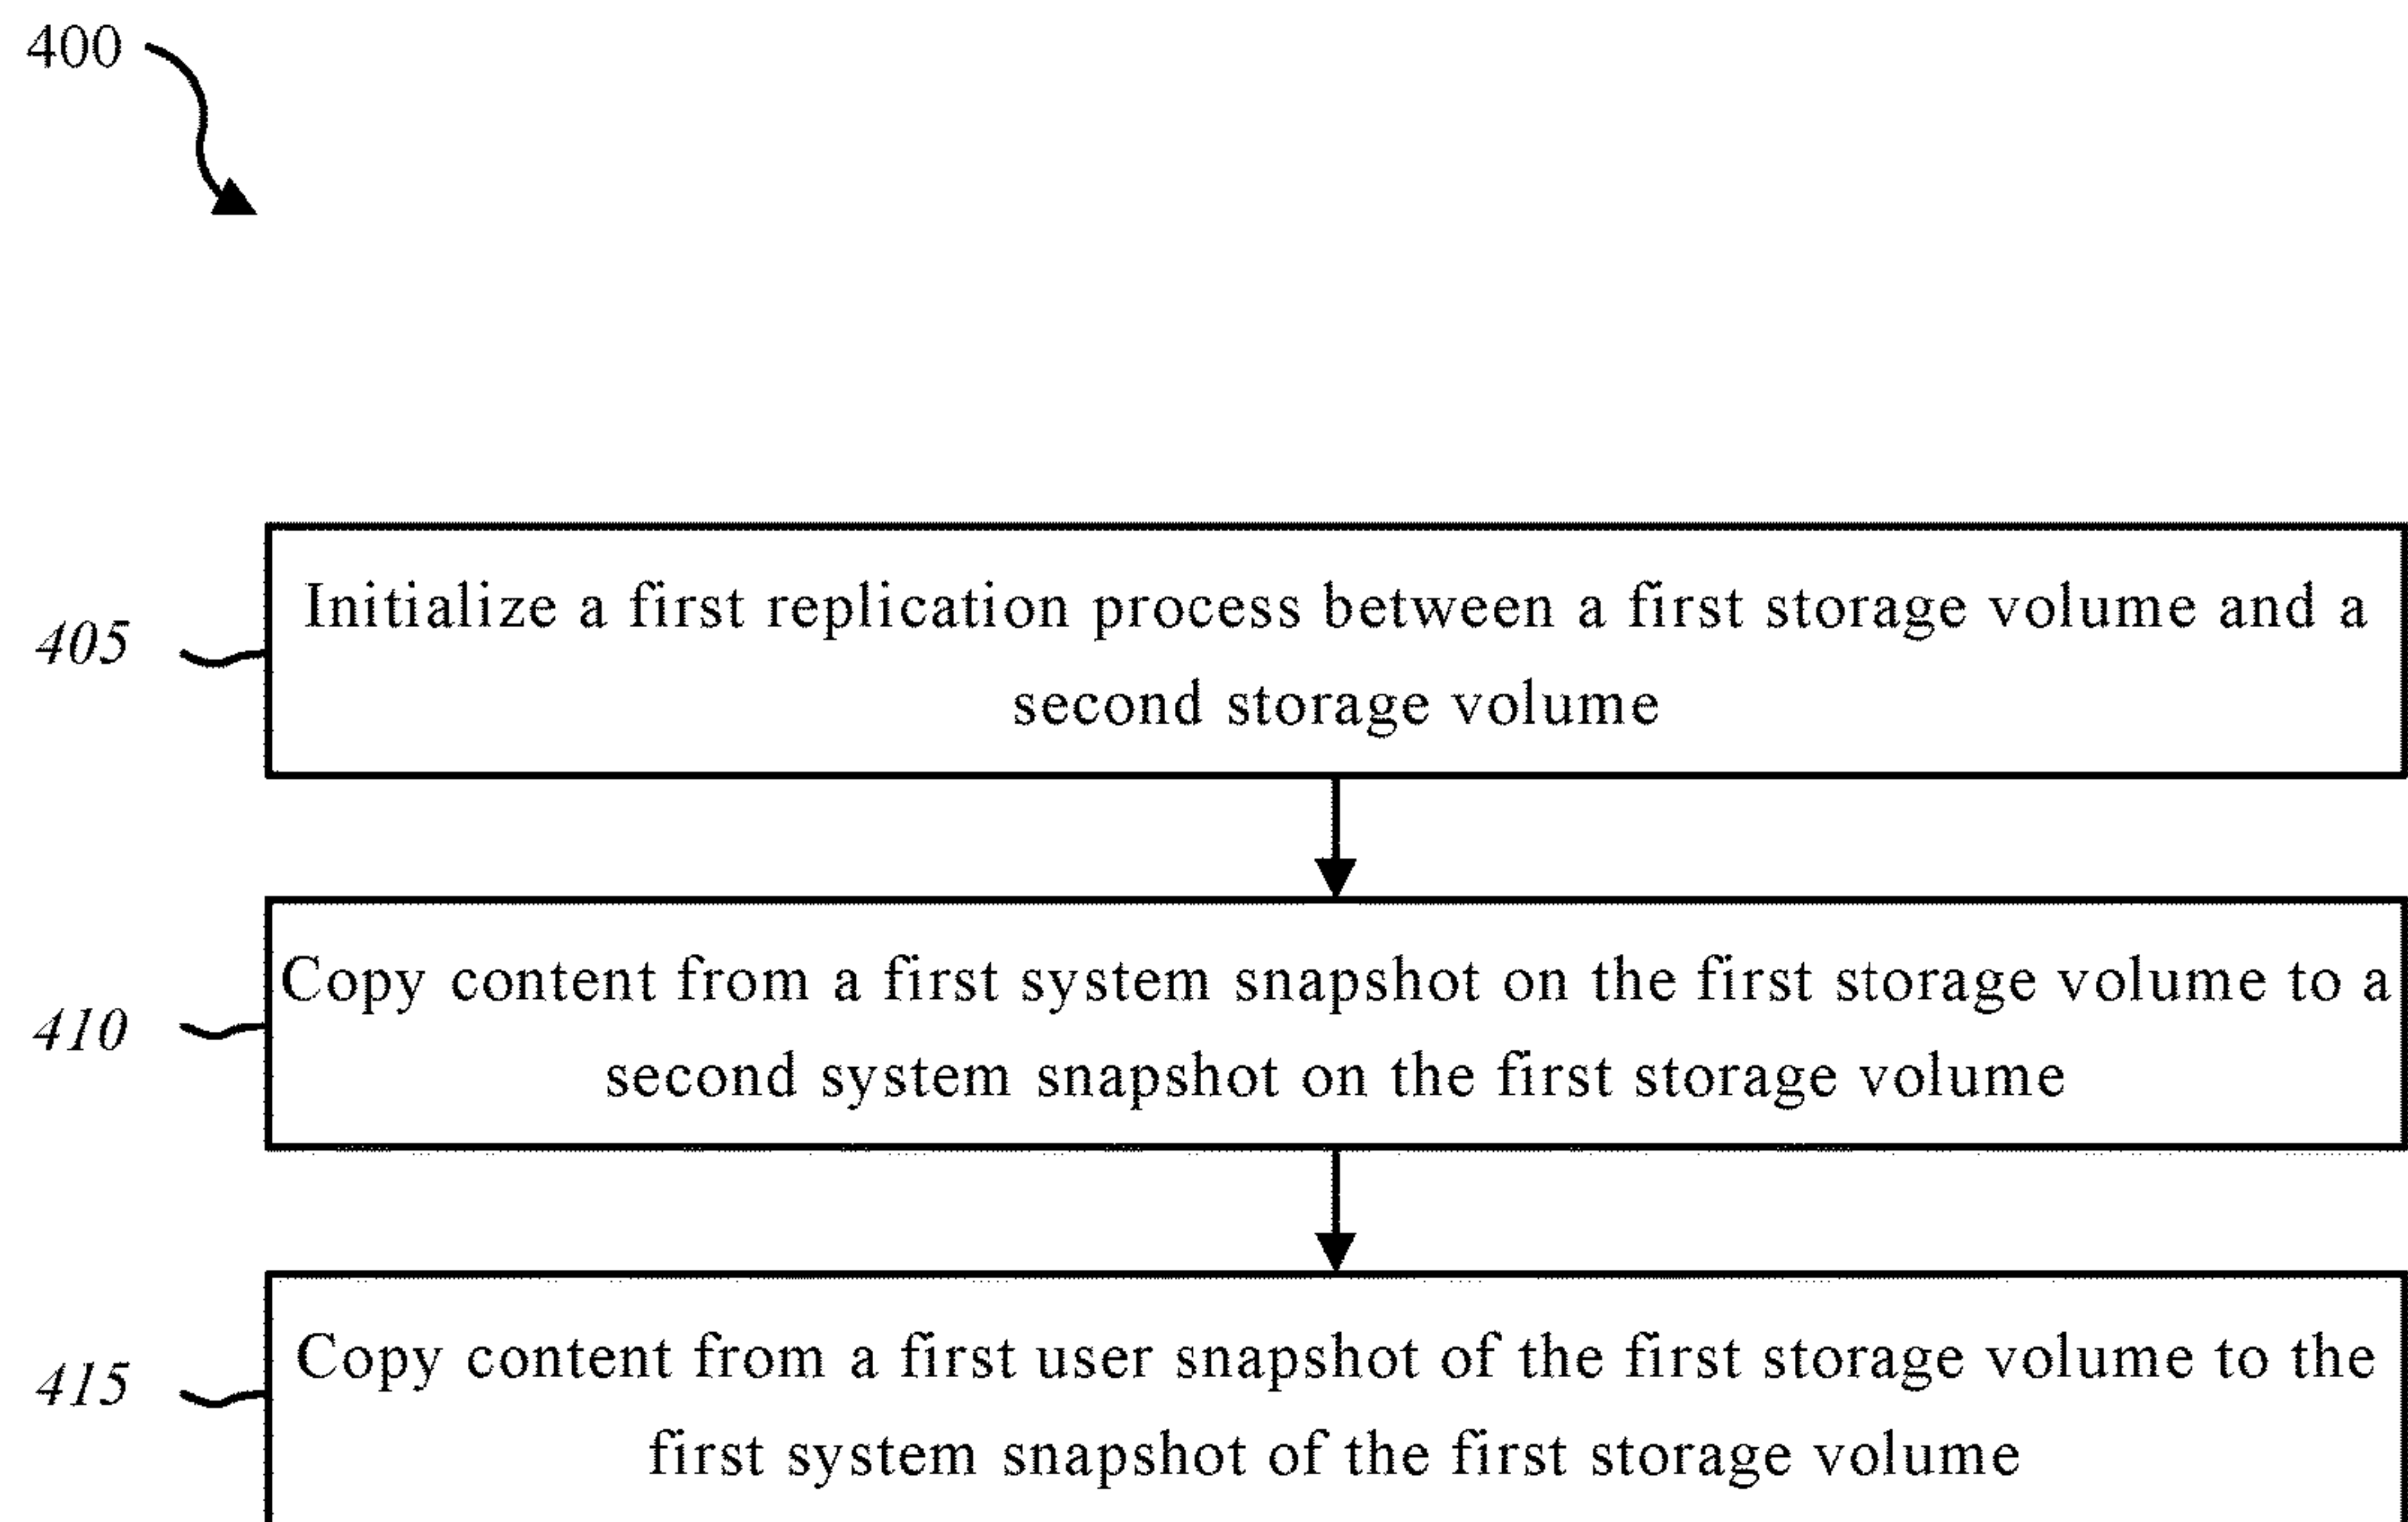 400
405
Initialize a first replication process between a first storage volume and a
second storage volume
410
Copy content from a first system snapshot on the first storage volume to a
second system snapshot on the first storage volume
415
Copy content from a first user snapshot of the first storage volume to the
first system snapshot of the first storage volume